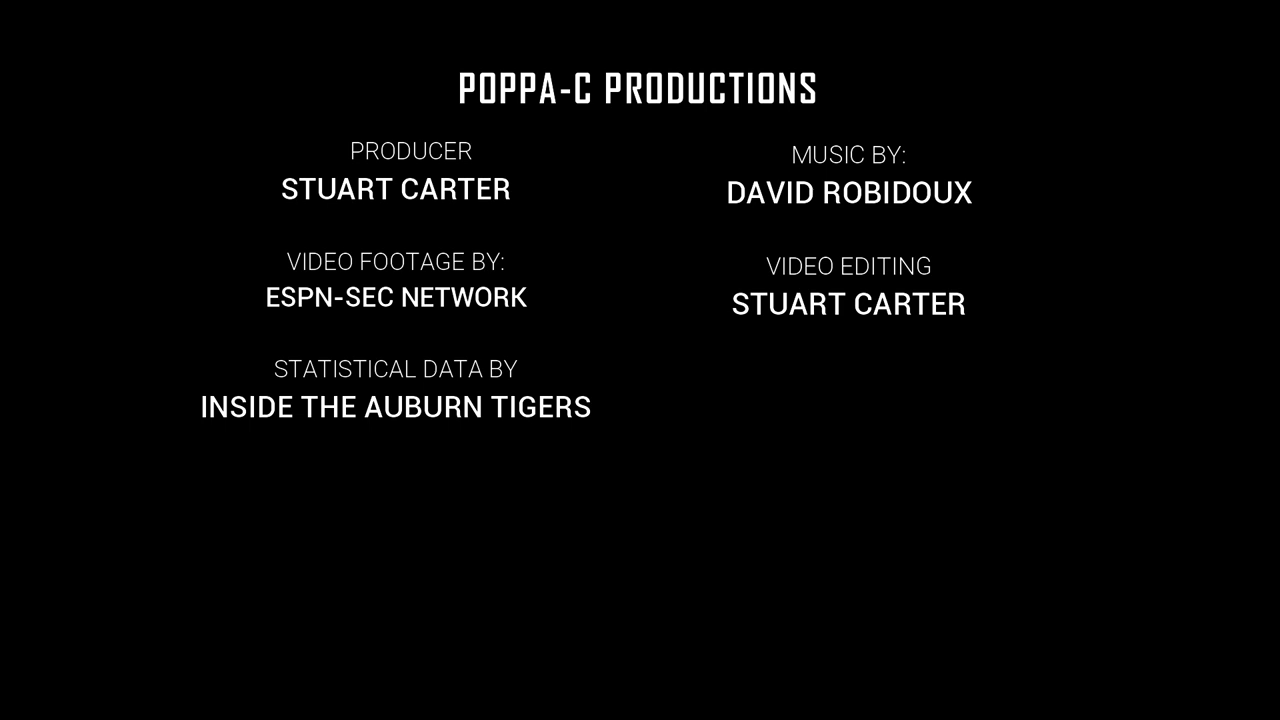 POPPA-C PRODUCTIONS
PRODUCER
STUART CARTER
VIDEO FOOTAGE BY:
ESPN-SEC NETWORK
STATISTICAL DATA BY
INSIDE THE AUBURN TIGERS
MUSIC BY:
DAVID ROBIDOUX
VIDEO EDITING
STUART CARTER